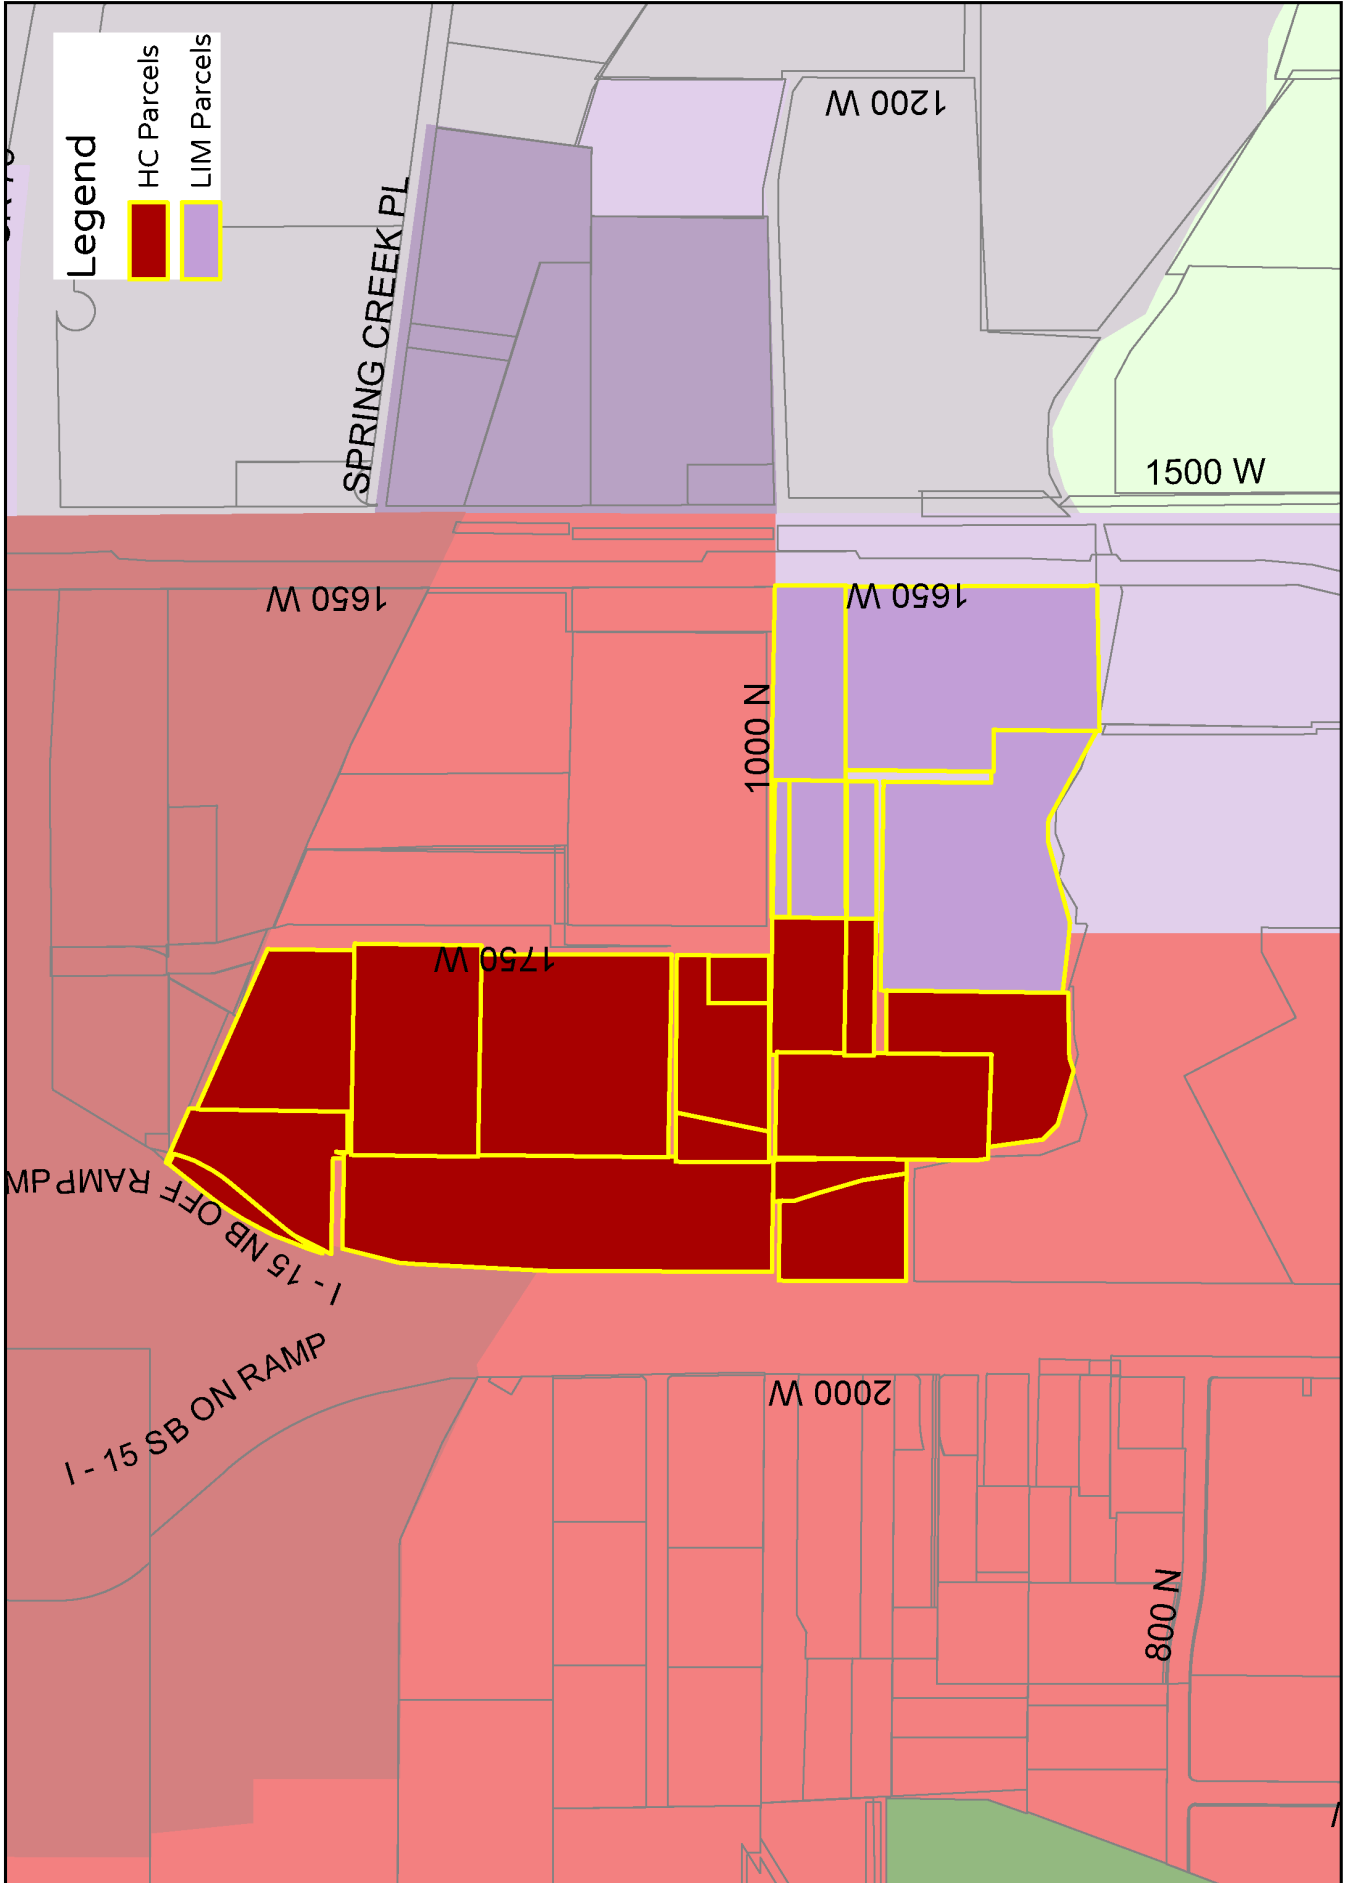 Legend
HC Parcels
LIM Parcels
1200 W
SPRING CREEK PL
1500 W
1650 W
1650 W
1000 N
1750 W
I - 15 NB OFF RAMP
I - 15 SB ON RAMP
2000 W
800 N